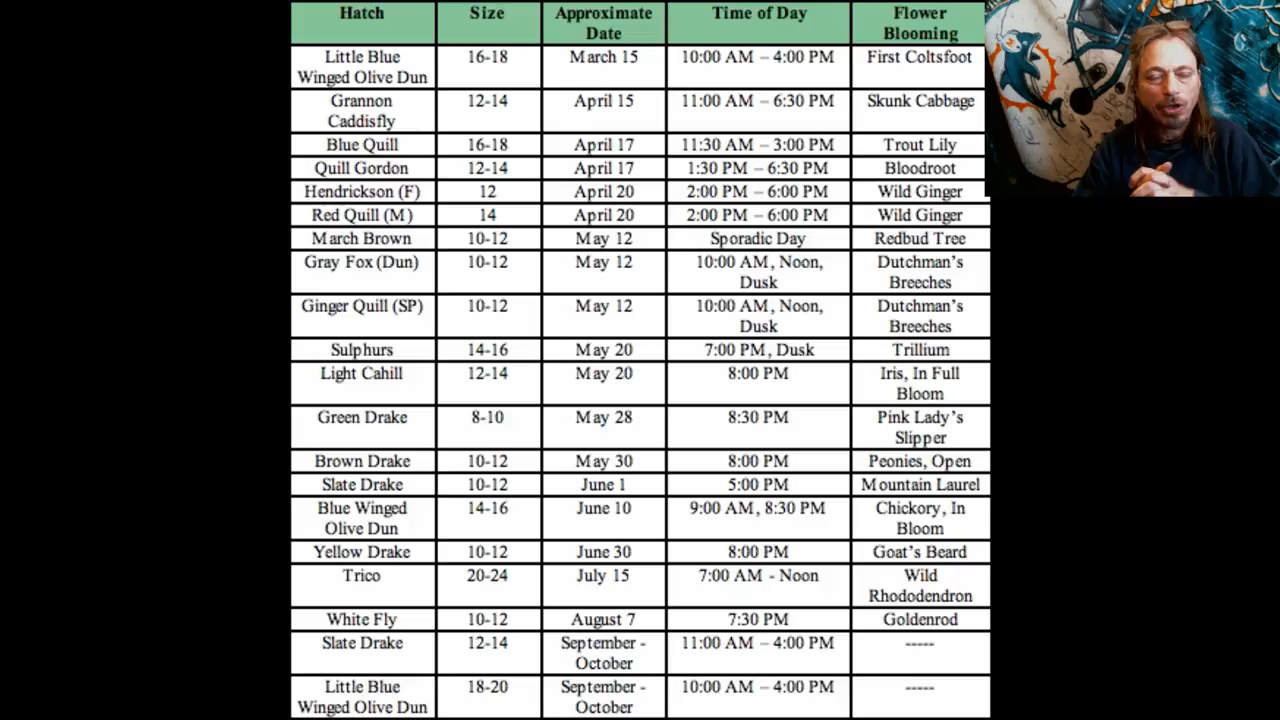 Hatch Size Approximate Date Time of Day Flower Blooming
Little Blue Winged Olive Dun 16-18 March 15 10:00 AM – 4:00 PM First Coltsfoot
Grannon Caddisfly 12-14 April 15 11:00 AM – 6:30 PM Skunk Cabbage
Blue Quill 16-18 April 17 11:30 AM – 3:00 PM Trout Lily
Quill Gordon 12-14 April 17 1:30 PM – 6:30 PM Bloodroot
Hendrickson (F) 12 April 20 2:00 PM – 6:00 PM Wild Ginger
Red Quill (M) 14 April 20 2:00 PM – 6:00 PM Wild Ginger
March Brown 10-12 May 12 Sporadic Day Redbud Tree
Gray Fox (Dun) 10-12 May 12 10:00 AM, Noon, Dusk Dutchman's Breeches
Ginger Quill (SP) 10-12 May 12 10:00 AM, Noon, Dusk Dutchman's Breeches
Sulphurs 14-16 May 20 7:00 PM, Dusk Trillium
Light Cahill 12-14 May 20 8:00 PM Iris, In Full Bloom
Green Drake 8-10 May 28 8:30 PM Pink Lady's Slipper
Brown Drake 10-12 May 30 8:00 PM Peonies, Open
Slate Drake 10-12 June 1 5:00 PM Mountain Laurel
Blue Winged Olive Dun 14-16 June 10 9:00 AM, 8:30 PM Chickory, In Bloom
Yellow Drake 10-12 June 30 8:00 PM Goat's Beard
Trico 20-24 July 15 7:00 AM - Noon Wild Rhododendron
White Fly 10-12 August 7 7:30 PM Goldenrod
Slate Drake 12-14 September - October 11:00 AM – 4:00 PM -----
Little Blue Winged Olive Dun 18-20 September - October 10:00 AM – 4:00 PM -----